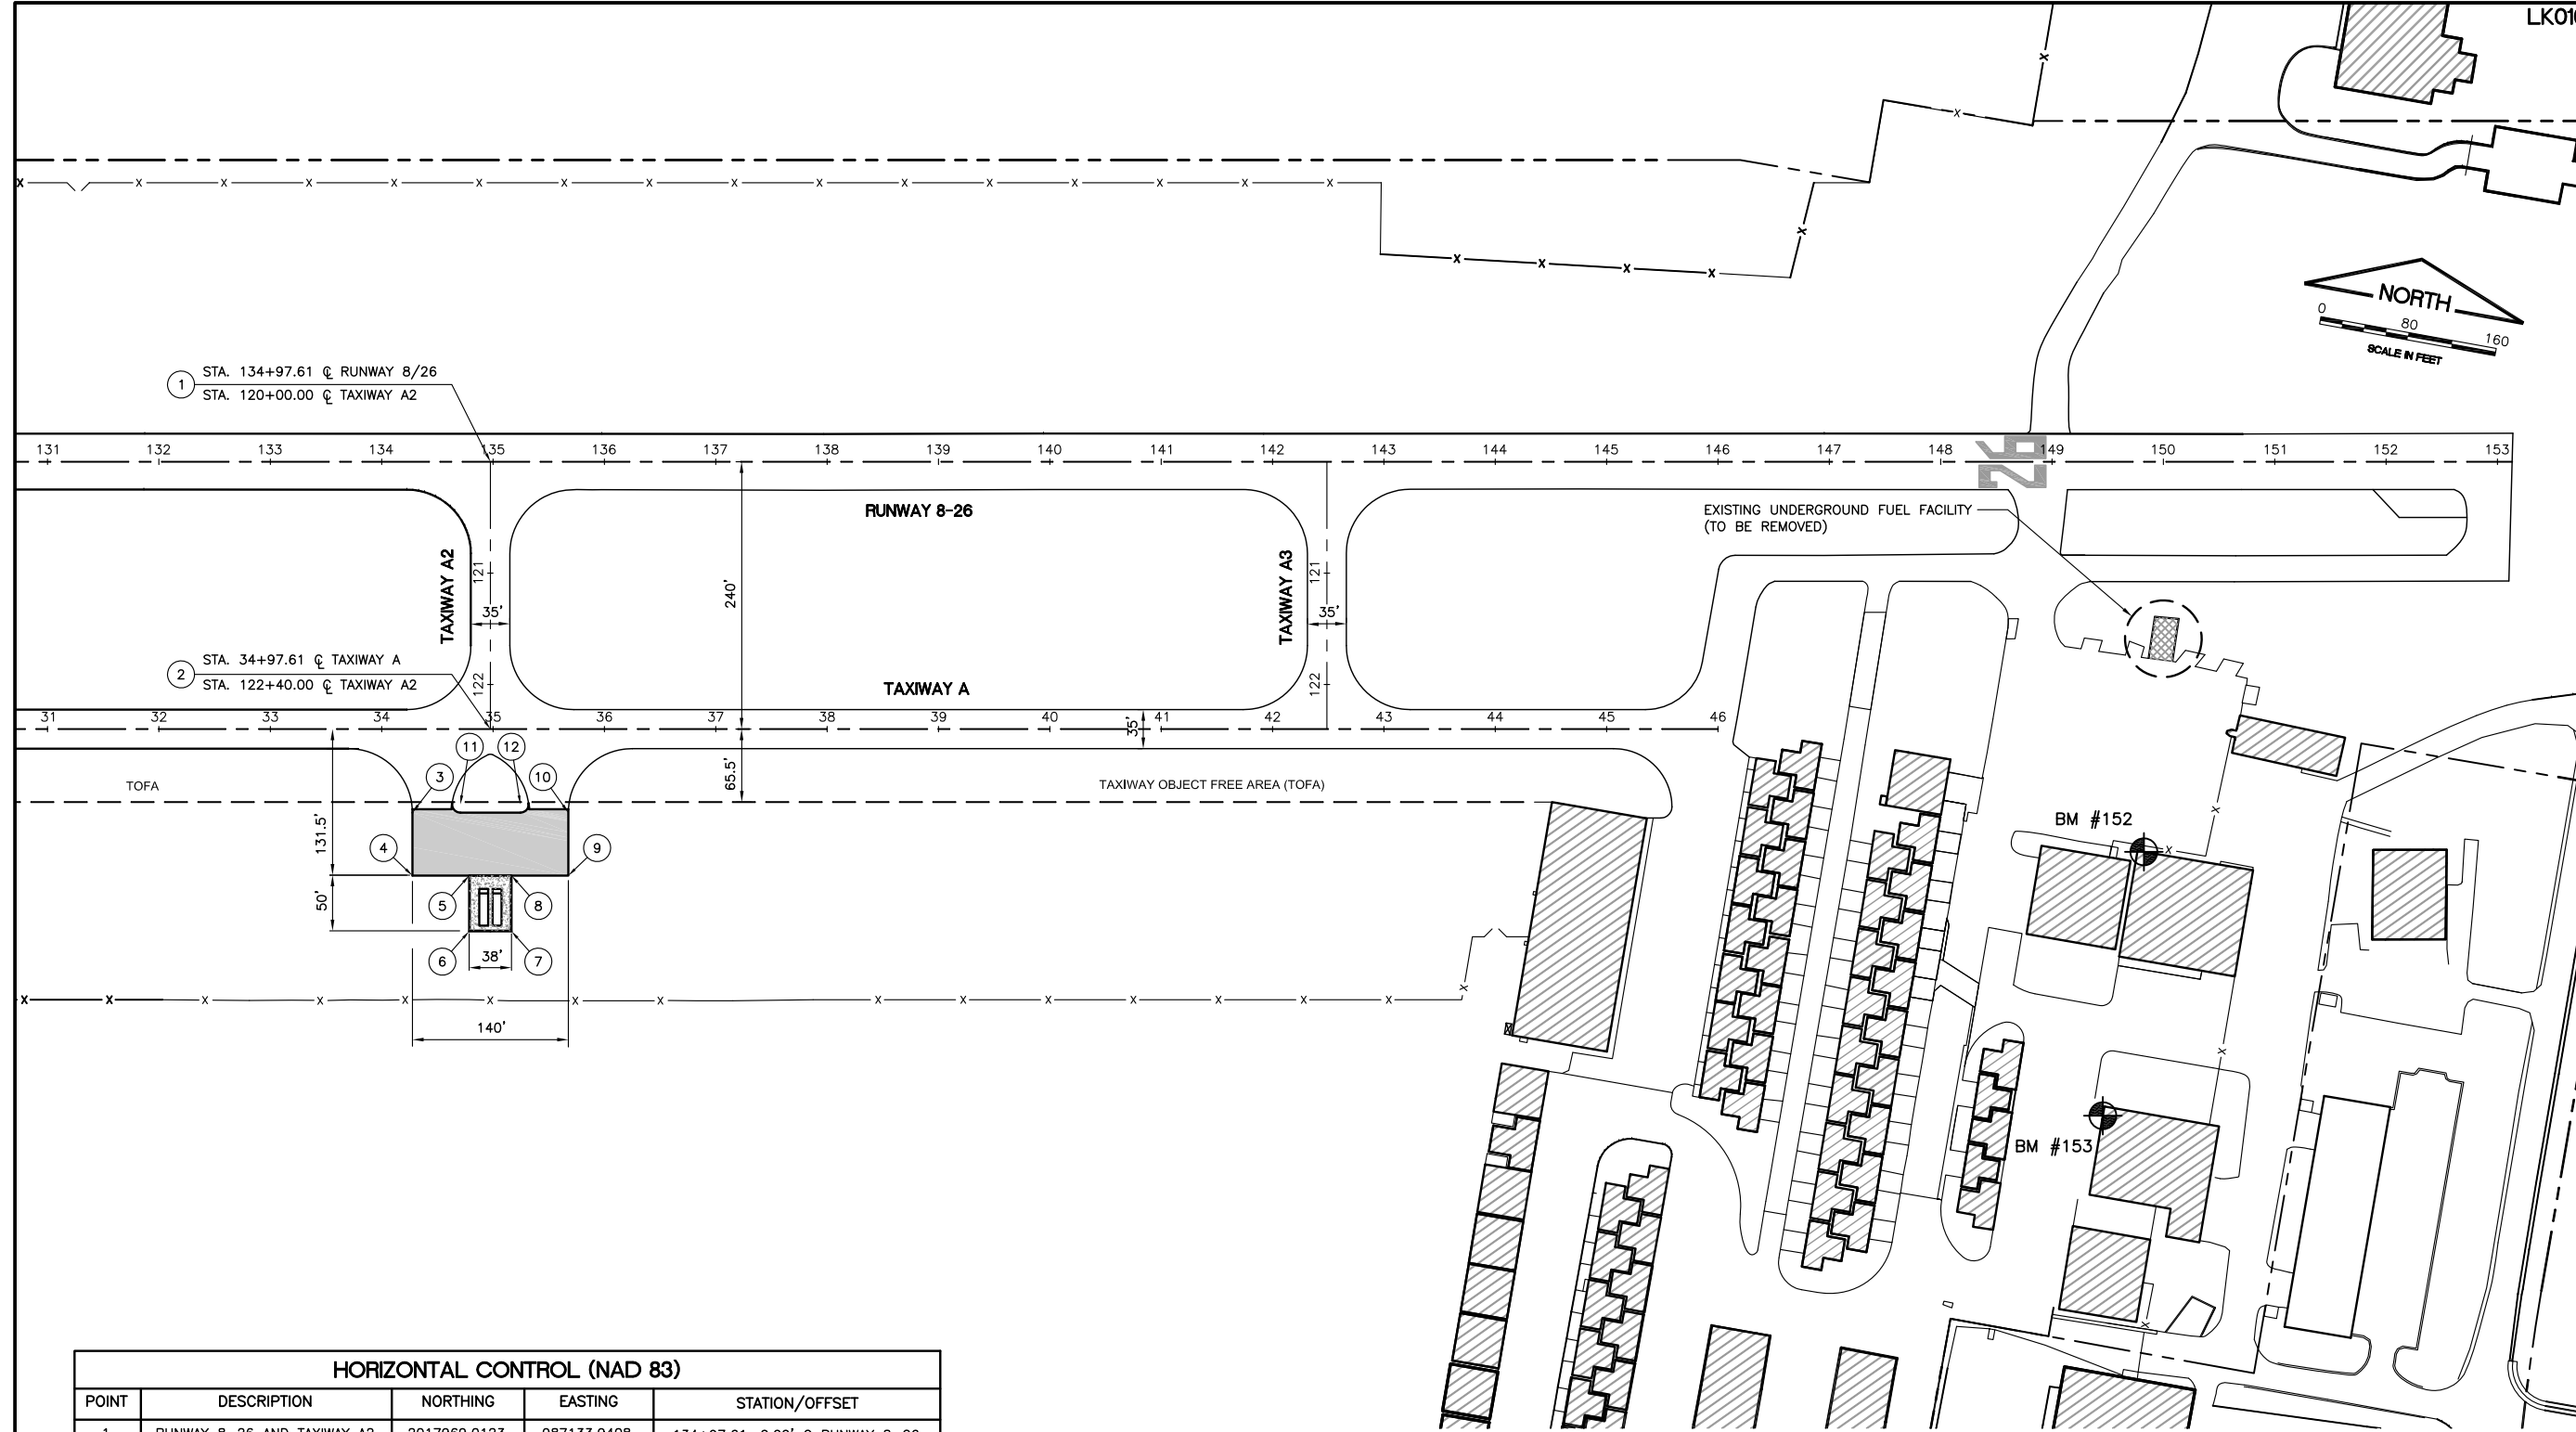 LK01
NORTH
0 80 160
SCALE IN FEET
1
STA. 134+97.61 ℄ RUNWAY 8/26
STA. 120+00.00 ℄ TAXIWAY A2
131 132 133 134 135 136 137 138 139 140 141 142 143 144 145 146 147 148 149 150 151 152 153
26
RUNWAY 8-26
EXISTING UNDERGROUND FUEL FACILITY
(TO BE REMOVED)
TAXIWAY A2
121
35'
122
240'
TAXIWAY A3
121
35'
122
2
STA. 34+97.61 ℄ TAXIWAY A
STA. 122+40.00 ℄ TAXIWAY A2
TAXIWAY A
31 32 33 34 35 36 37 38 39 40 41 42 43 44 45 46
35'
11 12
3 10
65.5'
TOFA
TAXIWAY OBJECT FREE AREA (TOFA)
131.5'
4 9
BM #152
50'
5 8
6 38' 7
140'
BM #153
HORIZONTAL CONTROL (NAD 83)
POINT DESCRIPTION NORTHING EASTING STATION/OFFSET